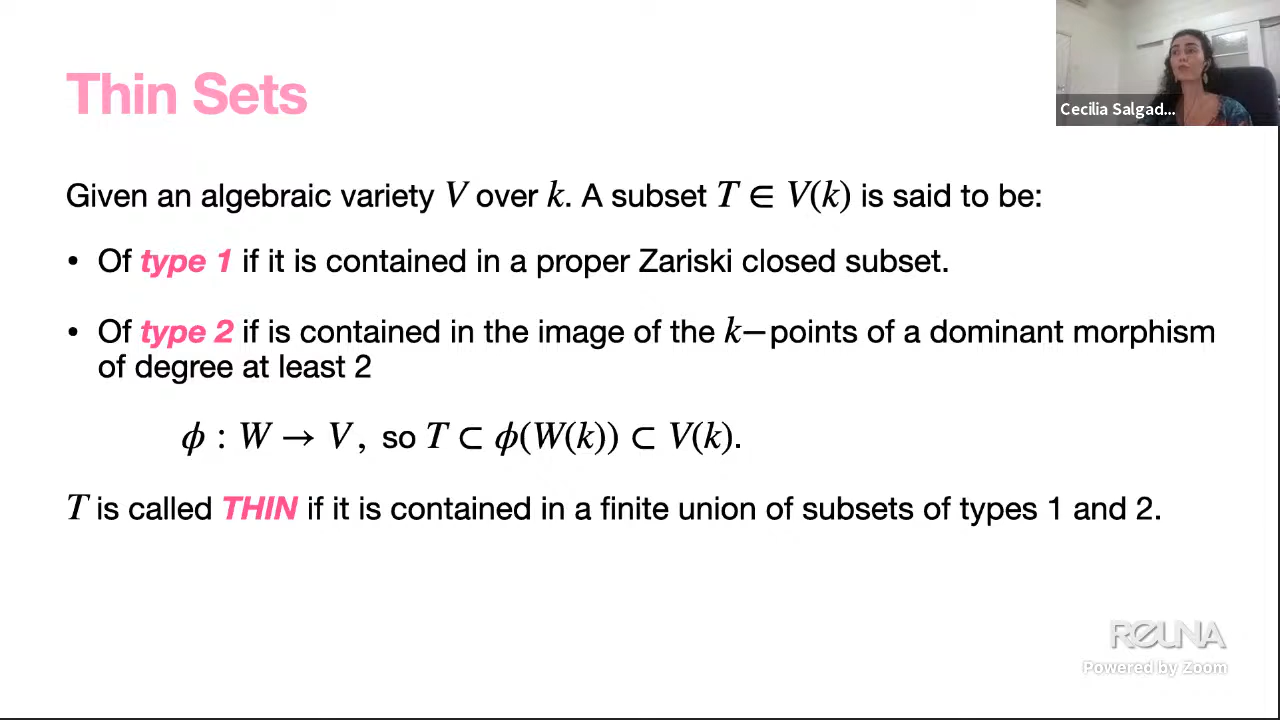 Thin Sets
Cecilia Salgad...
Given an algebraic variety V over k. A subset T ∈ V(k) is said to be:
• Of type 1 if it is contained in a proper Zariski closed subset.
• Of type 2 if is contained in the image of the k−points of a dominant morphism
of degree at least 2
ϕ : W → V, so T ⊂ ϕ(W(k)) ⊂ V(k).
T is called THIN if it is contained in a finite union of subsets of types 1 and 2.
REUNA
Powered by Zoom